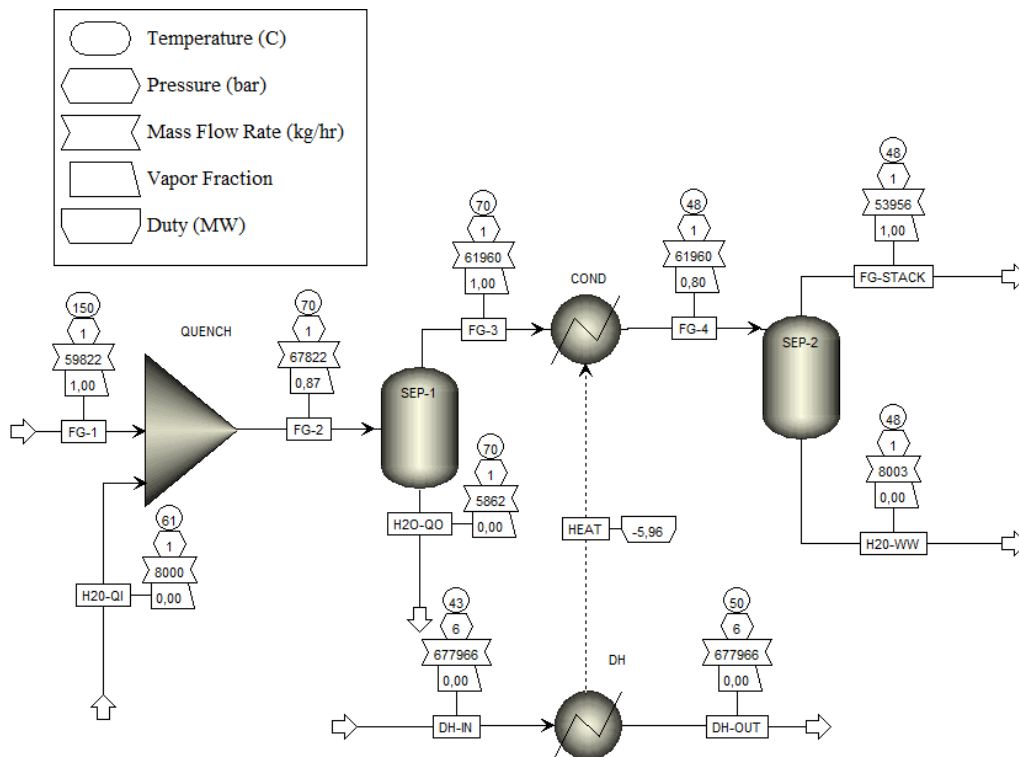 Temperature (C)
Pressure (bar)
Mass Flow Rate (kg/hr)
Vapor Fraction
Duty (MW)
48
1
53956
1,00
FG-STACK
70
1
61960
1,00
FG-3
COND
48
1
61960
0,80
FG-4
SEP-2
150
1
59822
1,00
FG-1
QUENCH
70
1
67822
0,87
FG-2
SEP-1
70
1
5862
0,00
H2O-QO
48
1
8003
0,00
H20-WW
61
1
8000
0,00
H20-QI
HEAT
-5,96
43
6
677966
0,00
DH-IN
DH
50
6
677966
0,00
DH-OUT